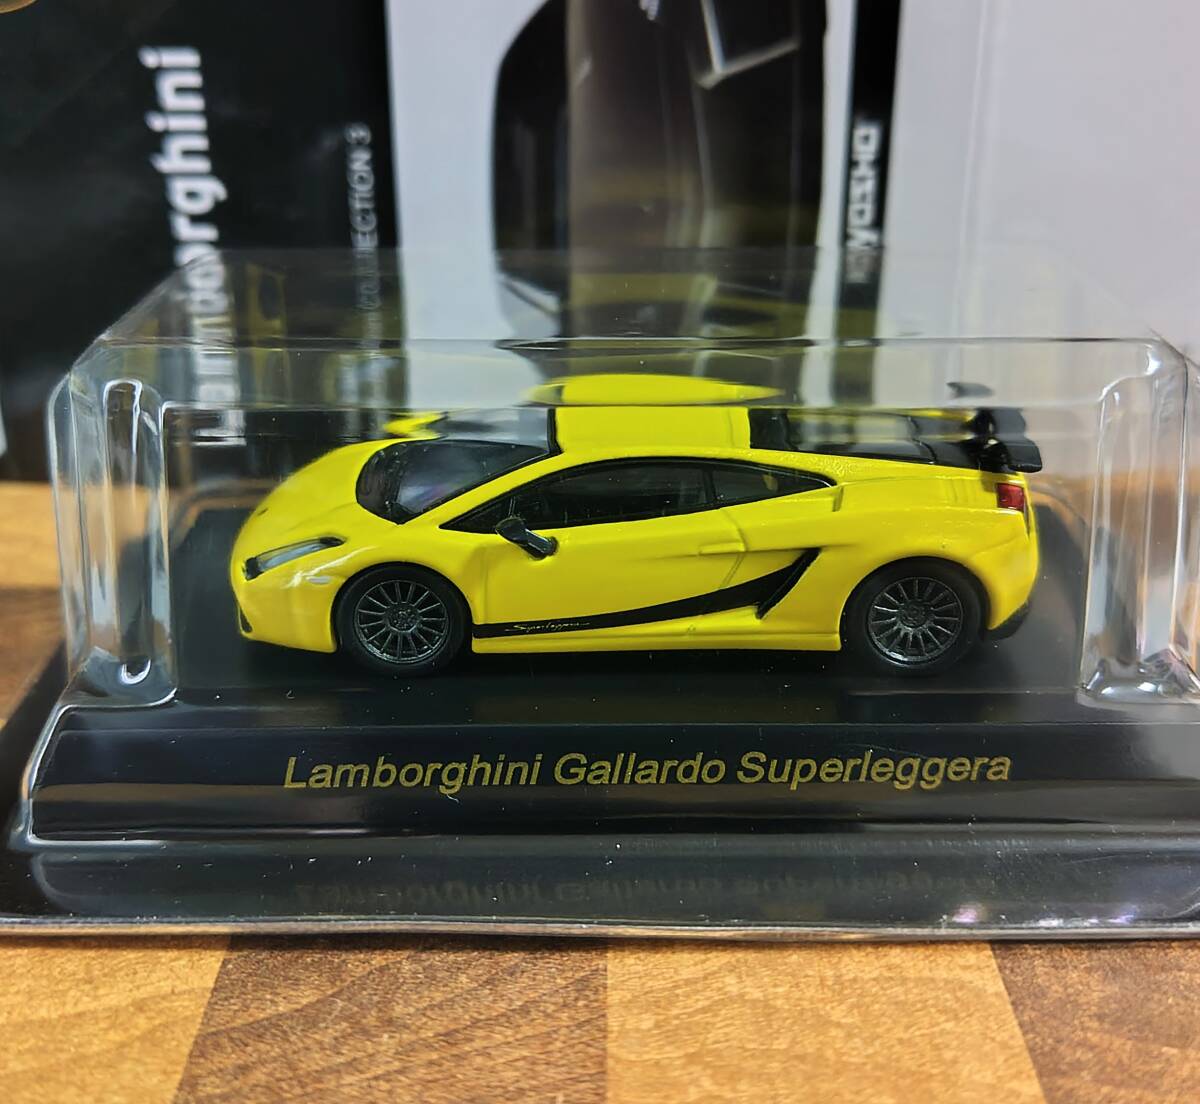 Lamborghini
COLLECTION 3
KYOSHO
Superleggera
Lamborghini Gallardo Superleggera